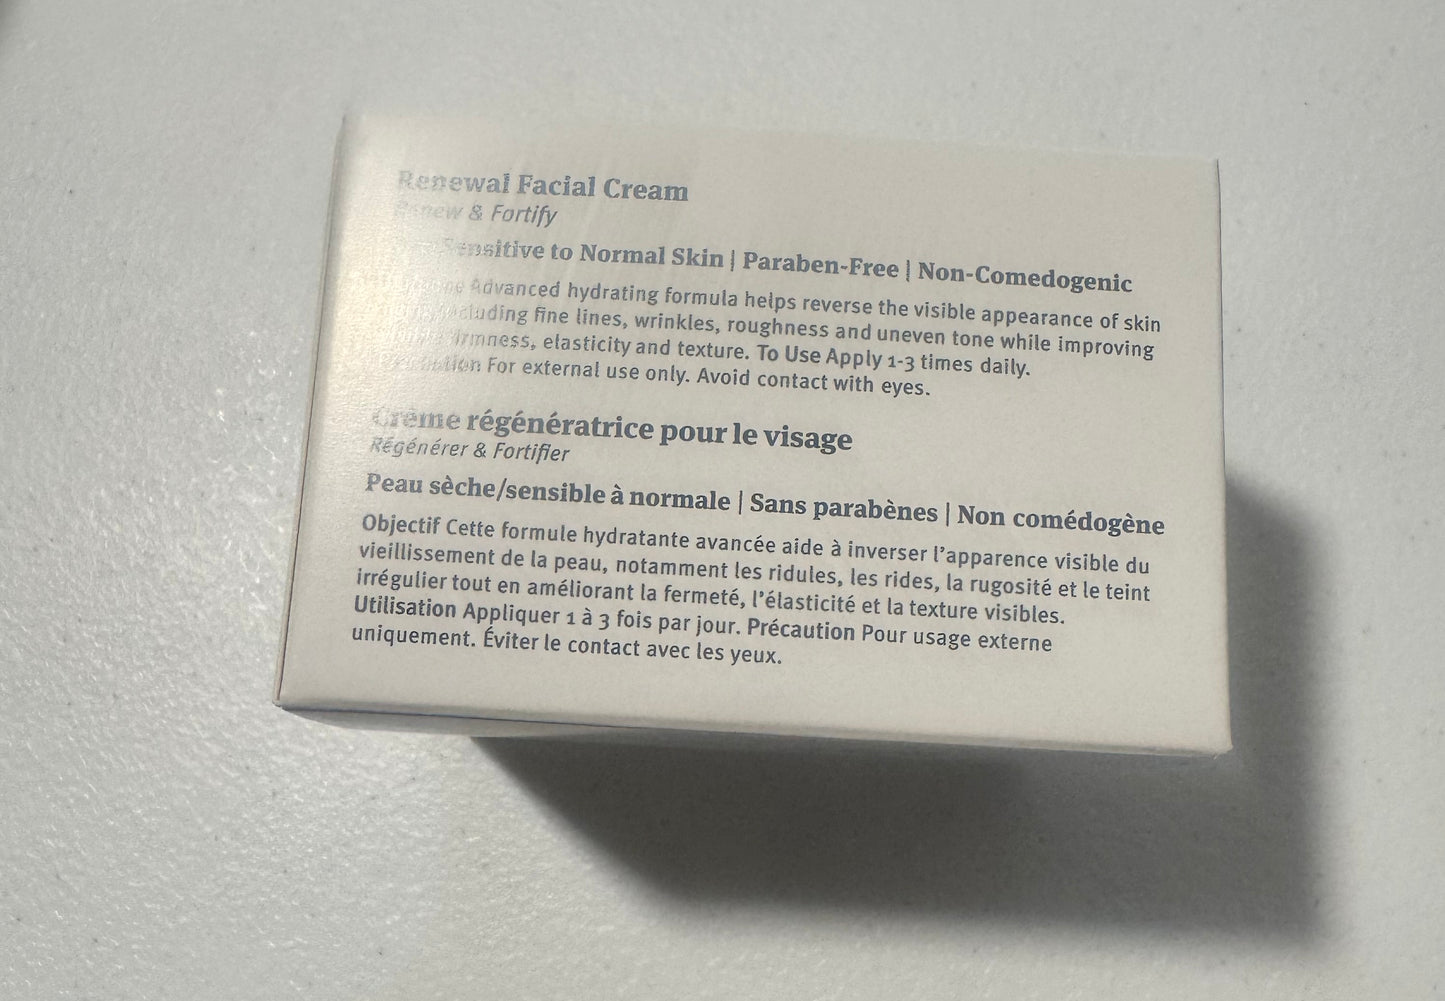 Renewal Facial Cream
Renew & Fortify
Sensitive to Normal Skin | Paraben-Free | Non-Comedogenic
Advanced hydrating formula helps reverse the visible appearance of skin
including fine lines, wrinkles, roughness and uneven tone while improving
firmness, elasticity and texture. To Use Apply 1-3 times daily.
For external use only. Avoid contact with eyes.
Crème régénératrice pour le visage
Régénérer & Fortifier
Peau sèche/sensible à normale | Sans parabènes | Non comédogène
Objectif Cette formule hydratante avancée aide à inverser l'apparence visible du
vieillissement de la peau, notamment les ridules, les rides, la rugosité et le teint
irrégulier tout en améliorant la fermeté, l'élasticité et la texture visibles.
Utilisation Appliquer 1 à 3 fois par jour. Précaution Pour usage externe
uniquement. Éviter le contact avec les yeux.